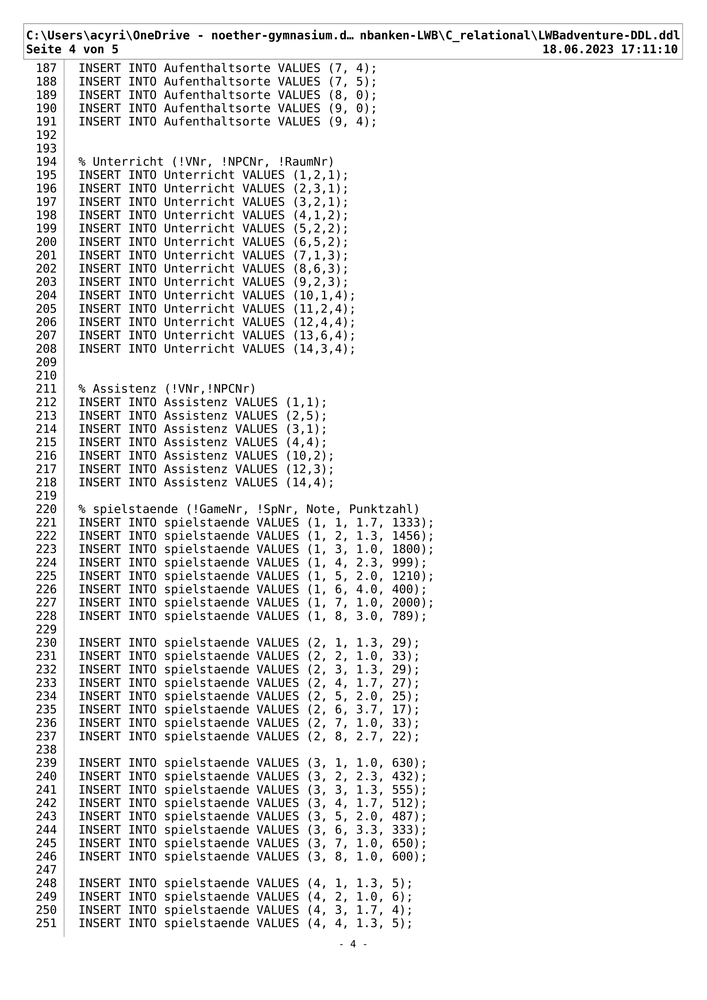 C:\Users\acyri\OneDrive - noether-gymnasium.d… nbanken-LWB\C_relational\LWBadventure-DDL.ddl
Seite 4 von 5 18.06.2023 17:11:10
187 INSERT INTO Aufenthaltsorte VALUES (7, 4);
188 INSERT INTO Aufenthaltsorte VALUES (7, 5);
189 INSERT INTO Aufenthaltsorte VALUES (8, 0);
190 INSERT INTO Aufenthaltsorte VALUES (9, 0);
191 INSERT INTO Aufenthaltsorte VALUES (9, 4);
192
193
194 % Unterricht (!VNr, !NPCNr, !RaumNr)
195 INSERT INTO Unterricht VALUES (1,2,1);
196 INSERT INTO Unterricht VALUES (2,3,1);
197 INSERT INTO Unterricht VALUES (3,2,1);
198 INSERT INTO Unterricht VALUES (4,1,2);
199 INSERT INTO Unterricht VALUES (5,2,2);
200 INSERT INTO Unterricht VALUES (6,5,2);
201 INSERT INTO Unterricht VALUES (7,1,3);
202 INSERT INTO Unterricht VALUES (8,6,3);
203 INSERT INTO Unterricht VALUES (9,2,3);
204 INSERT INTO Unterricht VALUES (10,1,4);
205 INSERT INTO Unterricht VALUES (11,2,4);
206 INSERT INTO Unterricht VALUES (12,4,4);
207 INSERT INTO Unterricht VALUES (13,6,4);
208 INSERT INTO Unterricht VALUES (14,3,4);
209
210
211 % Assistenz (!VNr,!NPCNr)
212 INSERT INTO Assistenz VALUES (1,1);
213 INSERT INTO Assistenz VALUES (2,5);
214 INSERT INTO Assistenz VALUES (3,1);
215 INSERT INTO Assistenz VALUES (4,4);
216 INSERT INTO Assistenz VALUES (10,2);
217 INSERT INTO Assistenz VALUES (12,3);
218 INSERT INTO Assistenz VALUES (14,4);
219
220 % spielstaende (!GameNr, !SpNr, Note, Punktzahl)
221 INSERT INTO spielstaende VALUES (1, 1, 1.7, 1333);
222 INSERT INTO spielstaende VALUES (1, 2, 1.3, 1456);
223 INSERT INTO spielstaende VALUES (1, 3, 1.0, 1800);
224 INSERT INTO spielstaende VALUES (1, 4, 2.3, 999);
225 INSERT INTO spielstaende VALUES (1, 5, 2.0, 1210);
226 INSERT INTO spielstaende VALUES (1, 6, 4.0, 400);
227 INSERT INTO spielstaende VALUES (1, 7, 1.0, 2000);
228 INSERT INTO spielstaende VALUES (1, 8, 3.0, 789);
229
230 INSERT INTO spielstaende VALUES (2, 1, 1.3, 29);
231 INSERT INTO spielstaende VALUES (2, 2, 1.0, 33);
232 INSERT INTO spielstaende VALUES (2, 3, 1.3, 29);
233 INSERT INTO spielstaende VALUES (2, 4, 1.7, 27);
234 INSERT INTO spielstaende VALUES (2, 5, 2.0, 25);
235 INSERT INTO spielstaende VALUES (2, 6, 3.7, 17);
236 INSERT INTO spielstaende VALUES (2, 7, 1.0, 33);
237 INSERT INTO spielstaende VALUES (2, 8, 2.7, 22);
238
239 INSERT INTO spielstaende VALUES (3, 1, 1.0, 630);
240 INSERT INTO spielstaende VALUES (3, 2, 2.3, 432);
241 INSERT INTO spielstaende VALUES (3, 3, 1.3, 555);
242 INSERT INTO spielstaende VALUES (3, 4, 1.7, 512);
243 INSERT INTO spielstaende VALUES (3, 5, 2.0, 487);
244 INSERT INTO spielstaende VALUES (3, 6, 3.3, 333);
245 INSERT INTO spielstaende VALUES (3, 7, 1.0, 650);
246 INSERT INTO spielstaende VALUES (3, 8, 1.0, 600);
247
248 INSERT INTO spielstaende VALUES (4, 1, 1.3, 5);
249 INSERT INTO spielstaende VALUES (4, 2, 1.0, 6);
250 INSERT INTO spielstaende VALUES (4, 3, 1.7, 4);
251 INSERT INTO spielstaende VALUES (4, 4, 1.3, 5);
- 4 -